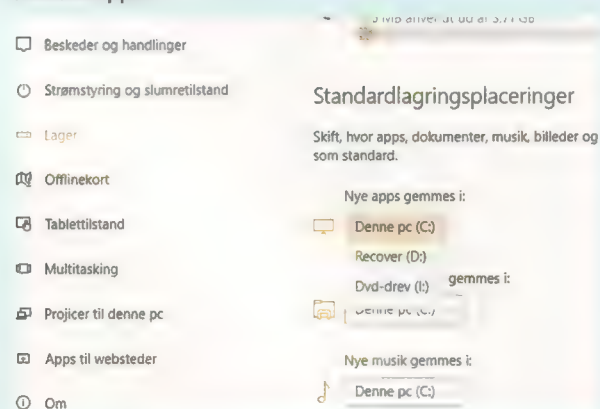 Beskeder og handlinger
Strømstyring og slumretilstand
Lager
Offlinekort
Tablettilstand
Multitasking
Projicer til denne pc
Apps til websteder
Om
Standardlagringsplaceringer
Skift, hvor apps, dokumenter, musik, billeder og
som standard.
Nye apps gemmes i:
Denne pc (C:)
Recover (D:)
Dvd-drev (I:)
gemmes i:
Denne pc (C:)
Nye musik gemmes i:
Denne pc (C:)